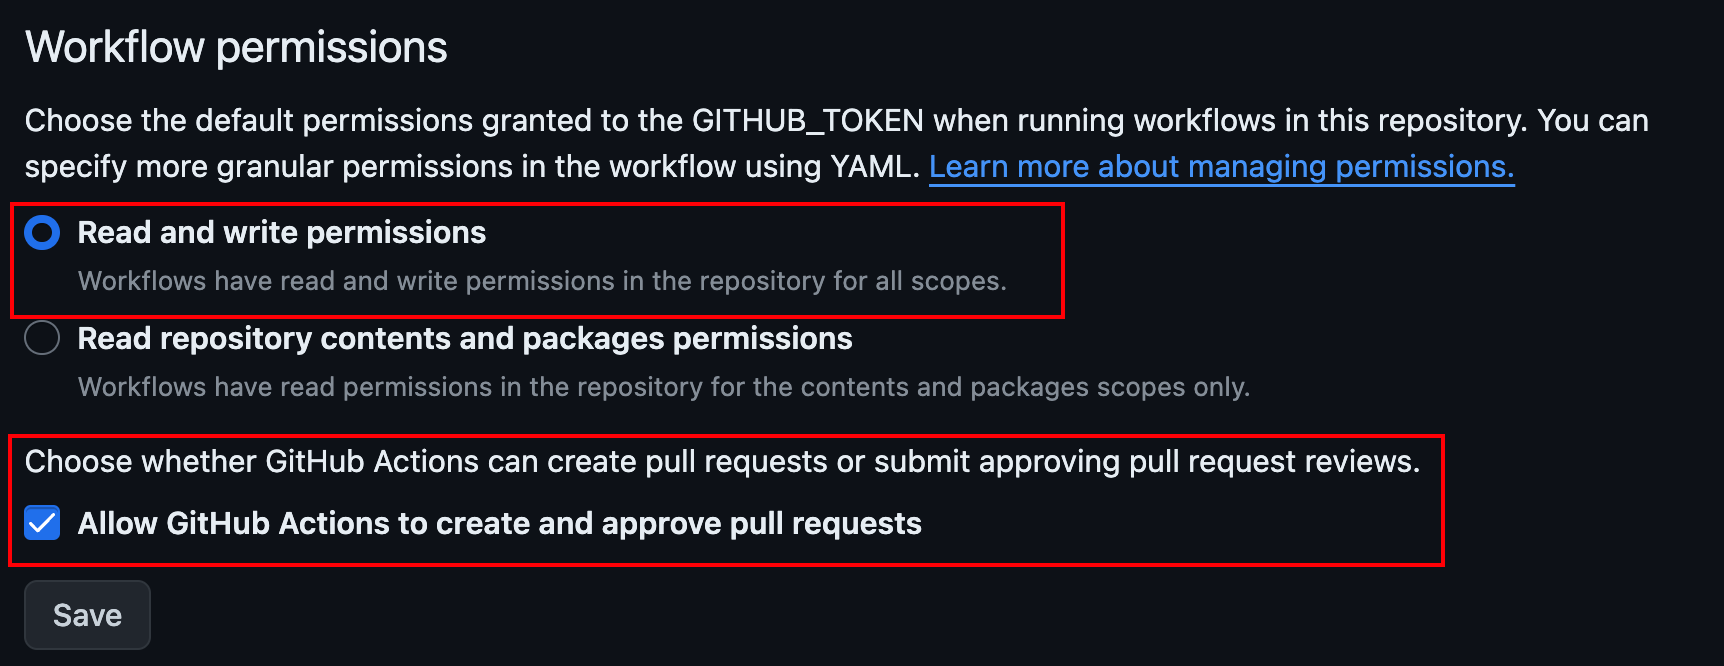 Workflow permissions
Choose the default permissions granted to the GITHUB_TOKEN when running workflows in this repository. You can
specify more granular permissions in the workflow using YAML. Learn more about managing permissions.
Read and write permissions
Workflows have read and write permissions in the repository for all scopes.
Read repository contents and packages permissions
Workflows have read permissions in the repository for the contents and packages scopes only.
Choose whether GitHub Actions can create pull requests or submit approving pull request reviews.
Allow GitHub Actions to create and approve pull requests
Save